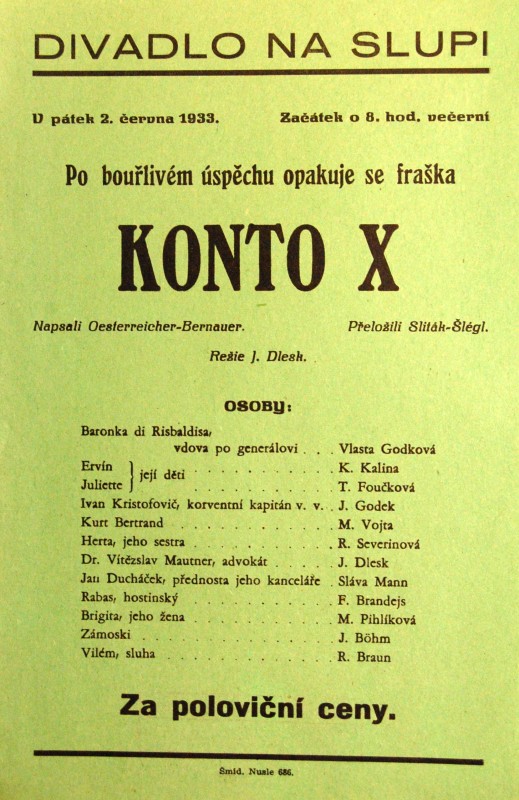 DIVADLO NA SLUPI
V pátek 2. června 1933. Začátek o 8. hod. večerní
Po bouřlivém úspěchu opakuje se fraška
KONTO X
Napsali Oesterreicher-Bernauer. Přeložili Sliták-Šlégl.
Režie J. Dlesk.
OSOBY:
Baronka di Risbaldisa,
vdova po generálovi . . . Vlasta Godková
Ervín } její děti . . . . . . . . . . K. Kalina
Juliette } T. Foučková
Ivan Kristofovič, korventní kapitán v. v. . J. Godek
Kurt Bertrand . . . . . . . . . . . M. Vojta
Herta, jeho sestra . . . . . . . . . . R. Severinová
Dr. Vítězslav Mautner, advokát . . . . . J. Dlesk
Jan Ducháček, přednosta jeho kanceláře . Sláva Mann
Rabas, hostinský . . . . . . . . . . F. Brandejs
Brigita, jeho žena . . . . . . . . . . M. Pihlíková
Zámoski . . . . . . . . . . . . . J. Böhm
Vilém, sluha . . . . . . . . . . . R. Braun
Za poloviční ceny.
Šmíd, Nusle 686.